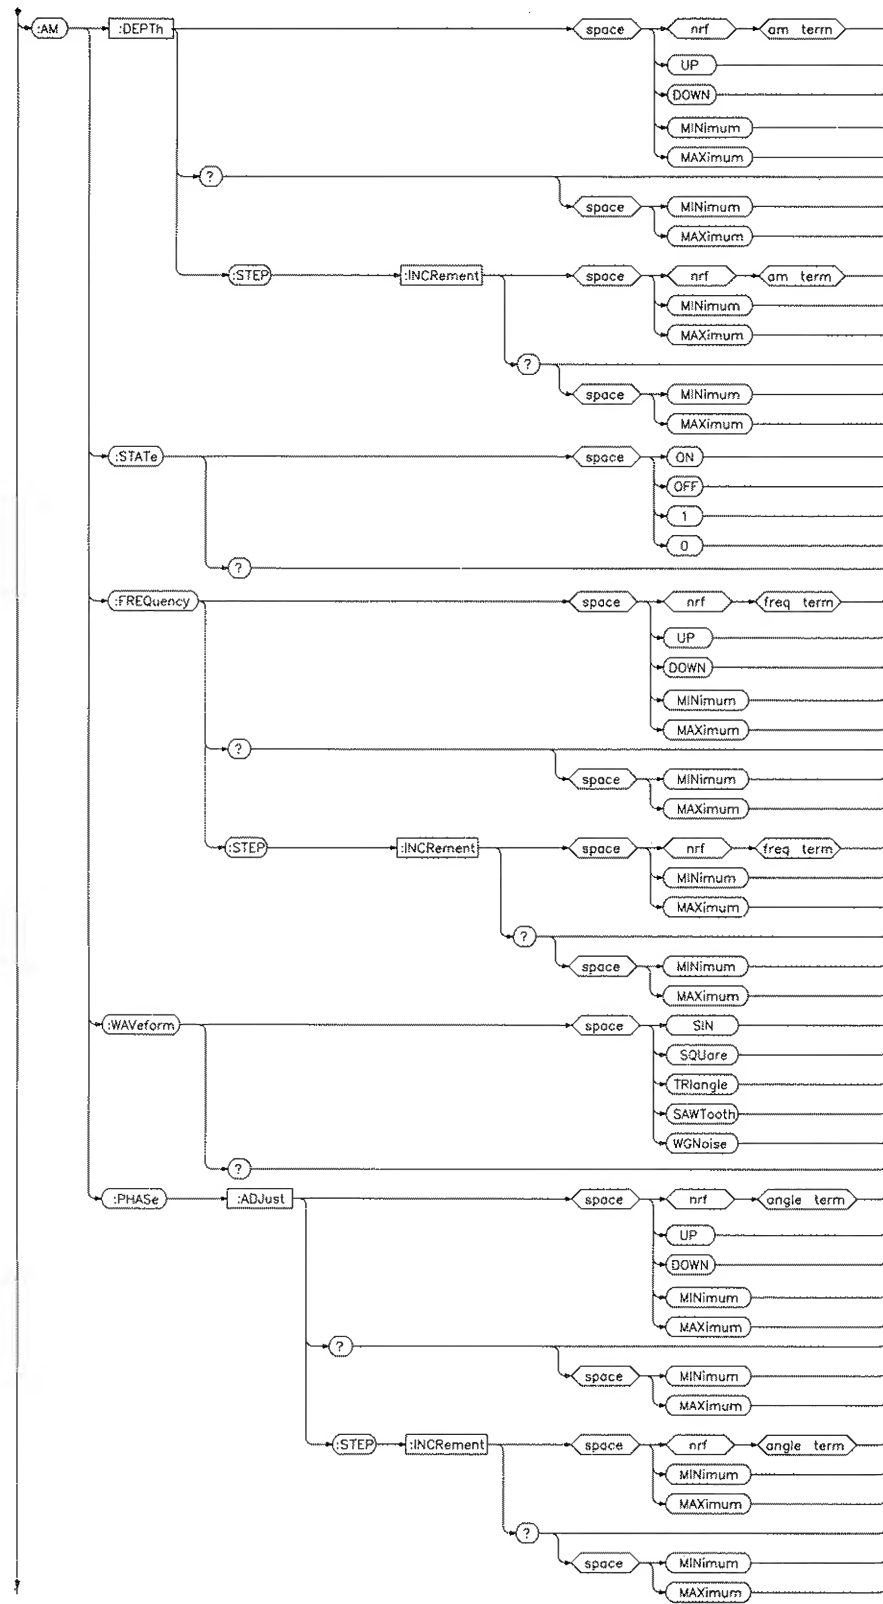 :AM :DEPTh space nrf am term
UP
DOWN
MINimum
MAXimum
?
space MINimum
MAXimum
:STEP :INCRement space nrf am term
MINimum
MAXimum
?
space MINimum
MAXimum
:STATe space ON
OFF
1
0
?
:FREQuency space nrf freq term
UP
DOWN
MINimum
MAXimum
?
space MINimum
MAXimum
:STEP :INCRement space nrf freq term
MINimum
MAXimum
?
space MINimum
MAXimum
:WAVeform space SIN
SQUare
TRIangle
SAWTooth
WGNoise
?
:PHASe :ADJust space nrf angle term
UP
DOWN
MINimum
MAXimum
?
space MINimum
MAXimum
:STEP :INCRement space nrf angle term
MINimum
MAXimum
?
space MINimum
MAXimum